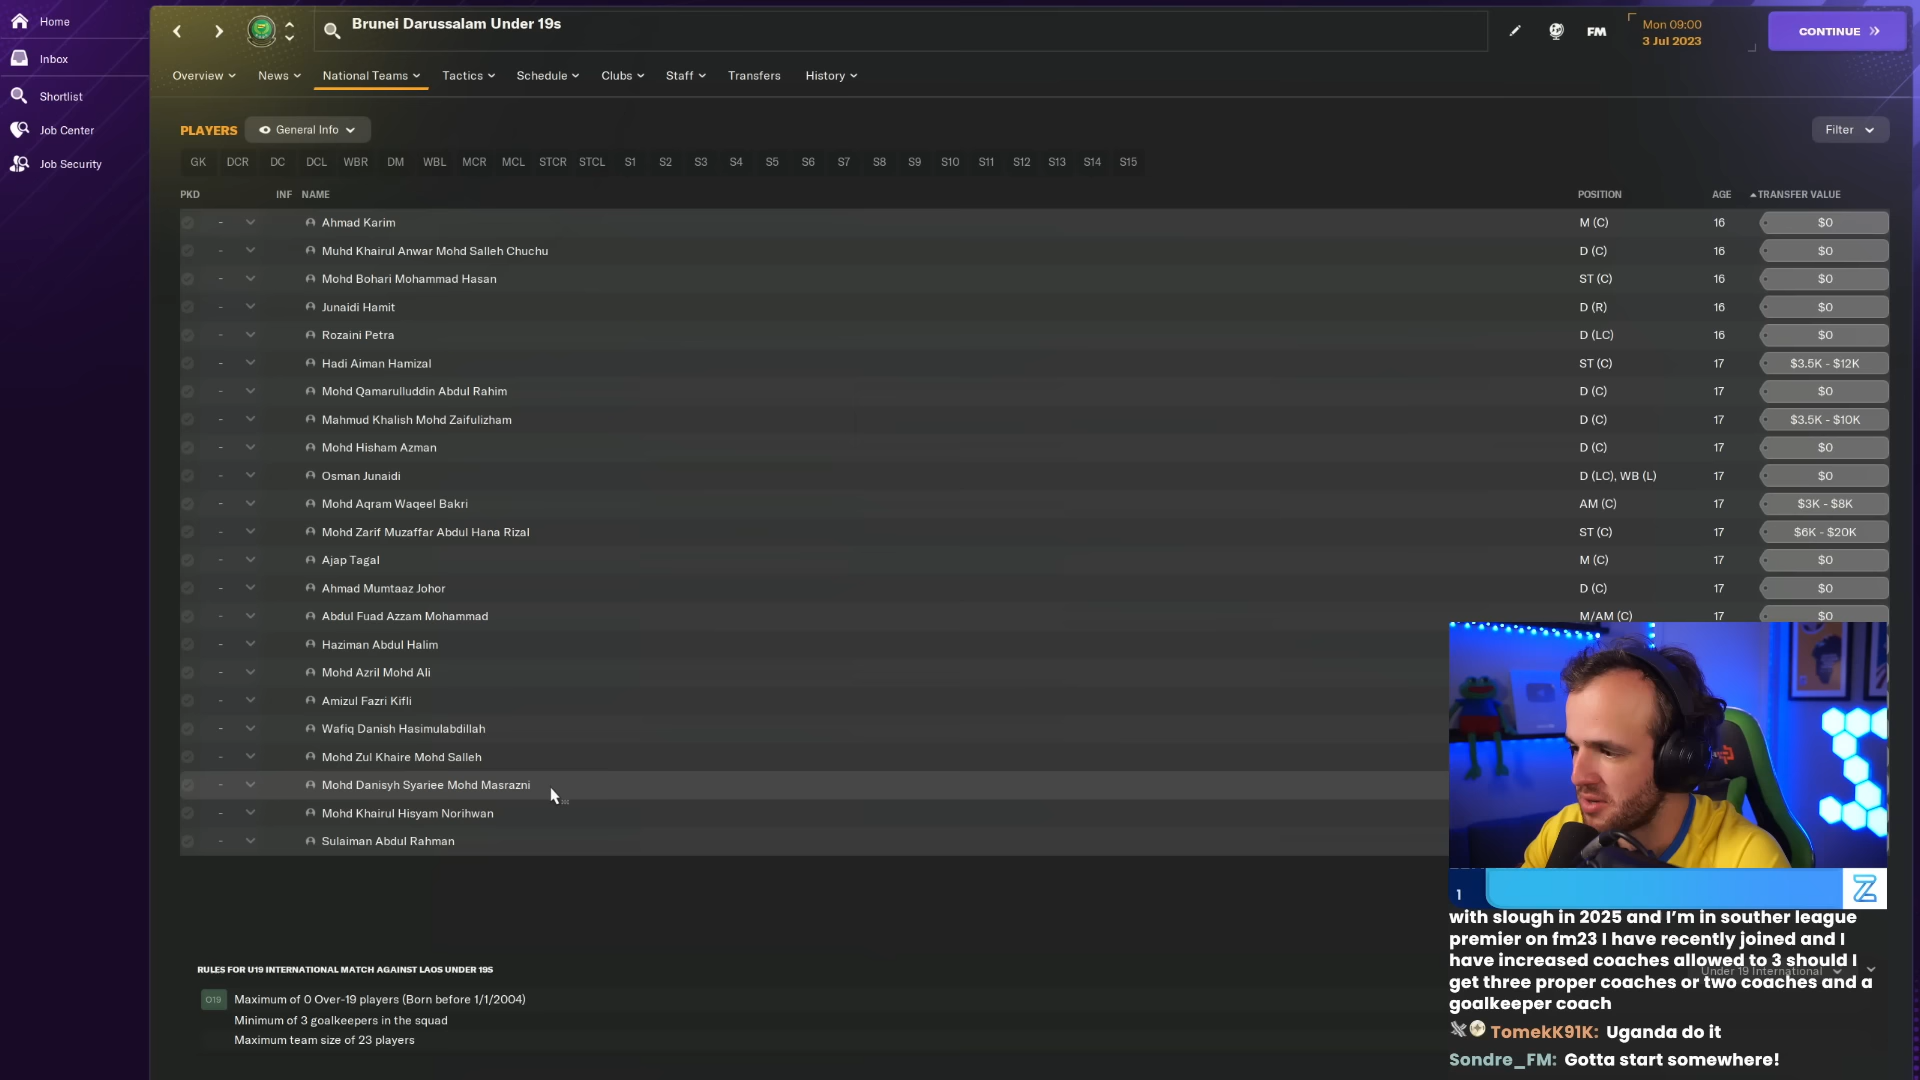 Home
Inbox
Shortlist
Job Center
Job Security
Brunei Darussalam Under 19s
FM
Mon 09:00
3 Jul 2023
CONTINUE
Overview News National Teams Tactics Schedule Clubs Staff Transfers History
PLAYERS General Info Filter
GK DCR DC DCL WBR DM WBL MCR MCL STCR STCL S1 S2 S3 S4 S5 S6 S7 S8 S9 S10 S11 S12 S13 S14 S15
PKD INF NAME POSITION AGE TRANSFER VALUE
- Ahmad Karim M (C) 16 $0
- Muhd Khairul Anwar Mohd Salleh Chuchu D (C) 16 $0
- Mohd Bohari Mohammad Hasan ST (C) 16 $0
- Junaidi Hamit D (R) 16 $0
- Rozaini Petra D (LC) 16 $0
- Hadi Aiman Hamizal ST (C) 17 $3.5K - $12K
- Mohd Qamarulluddin Abdul Rahim D (C) 17 $0
- Mahmud Khalish Mohd Zaifulizham D (C) 17 $3.5K - $10K
- Mohd Hisham Azman D (C) 17 $0
- Osman Junaidi D (LC), WB (L) 17 $0
- Mohd Aqram Waqeel Bakri AM (C) 17 $3K - $8K
- Mohd Zarif Muzaffar Abdul Hana Rizal ST (C) 17 $6K - $20K
- Ajap Tagal M (C) 17 $0
- Ahmad Mumtaaz Johor D (C) 17 $0
- Abdul Fuad Azzam Mohammad M/AM (C) 17 $0
- Haziman Abdul Halim
- Mohd Azril Mohd Ali
- Amizul Fazri Kifli
- Wafiq Danish Hasimulabdillah
- Mohd Zul Khaire Mohd Salleh
- Mohd Danisyh Syariee Mohd Masrazni
- Mohd Khairul Hisyam Norihwan
- Sulaiman Abdul Rahman
1
Z
with slough in 2025 and I'm in souther league
premier on fm23 I have recently joined and I
have increased coaches allowed to 3 should I
Under 19 International
get three proper coaches or two coaches and a
goalkeeper coach
TomekK91K: Uganda do it
Sondre_FM: Gotta start somewhere!
RULES FOR U19 INTERNATIONAL MATCH AGAINST LAOS UNDER 19S
O19 Maximum of 0 Over-19 players (Born before 1/1/2004)
Minimum of 3 goalkeepers in the squad
Maximum team size of 23 players